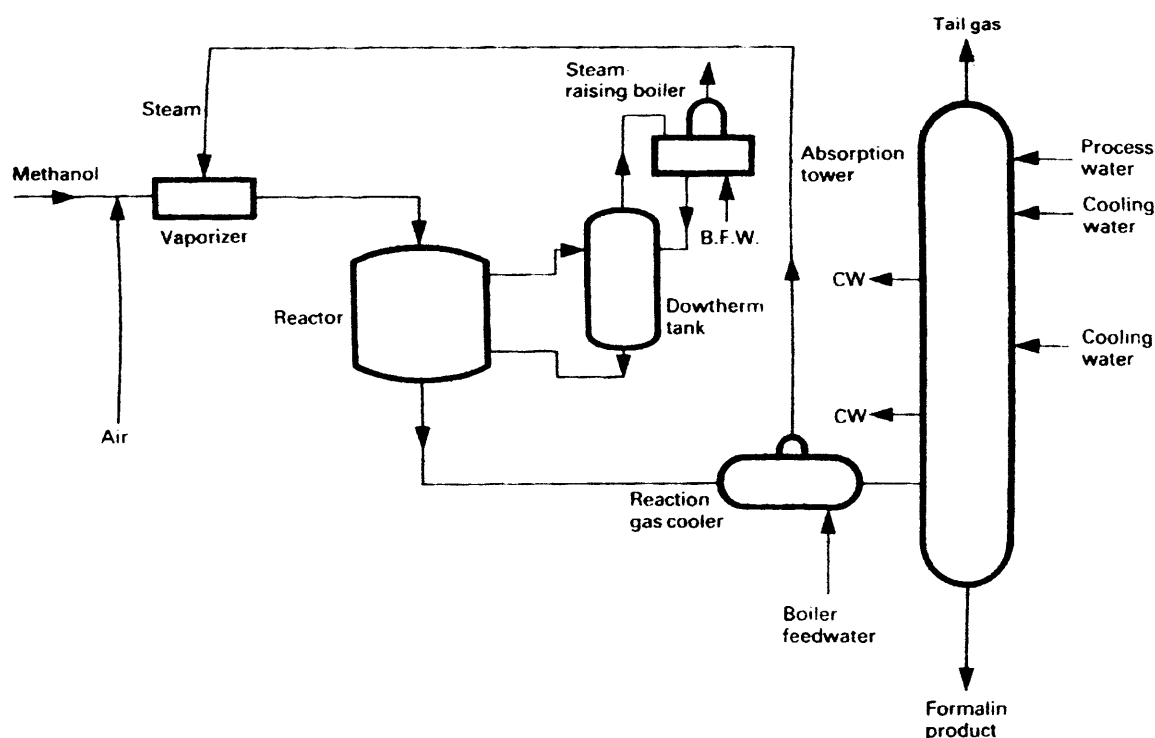 Tail gas
Steam-
raising boiler
Steam
Absorption
tower
Process
water
Methanol
Cooling
water
Vaporizer
B.F.W.
CW
Reactor
Dowtherm
tank
Cooling
water
CW
Air
Reaction
gas cooler
Boiler
feedwater
Formalin
product